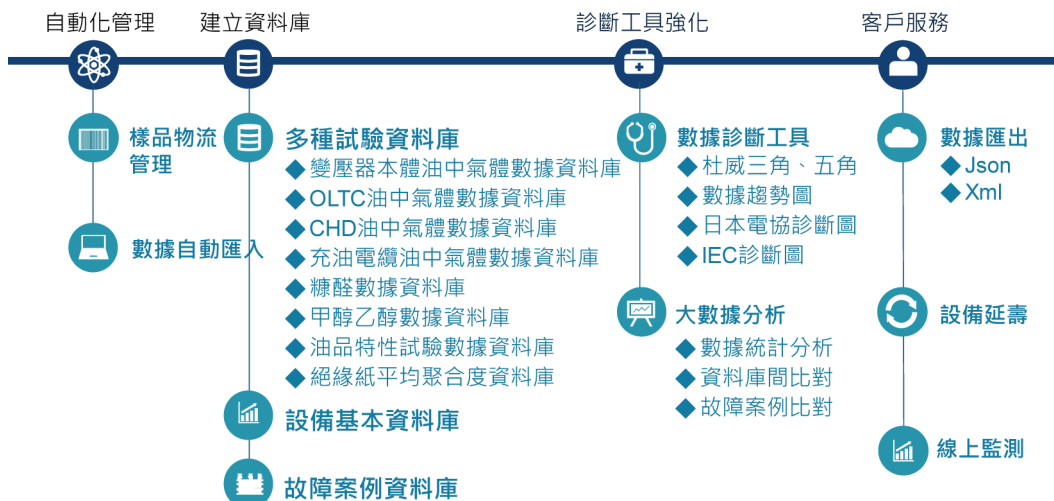 自動化管理
樣品物流
管理
數據自動匯入
建立資料庫
多種試驗資料庫
◆變壓器本體油中氣體數據資料庫
◆OLTC油中氣體數據資料庫
◆CHD油中氣體數據資料庫
◆充油電纜油中氣體數據資料庫
◆糠醛數據資料庫
◆甲醇乙醇數據資料庫
◆油品特性試驗數據資料庫
◆絕緣紙平均聚合度資料庫
設備基本資料庫
故障案例資料庫
診斷工具強化
數據診斷工具
◆杜威三角、五角
◆數據趨勢圖
◆日本電協診斷圖
◆IEC診斷圖
大數據分析
◆數據統計分析
◆資料庫間比對
◆故障案例比對
客戶服務
數據匯出
◆Json
◆Xml
設備延壽
線上監測